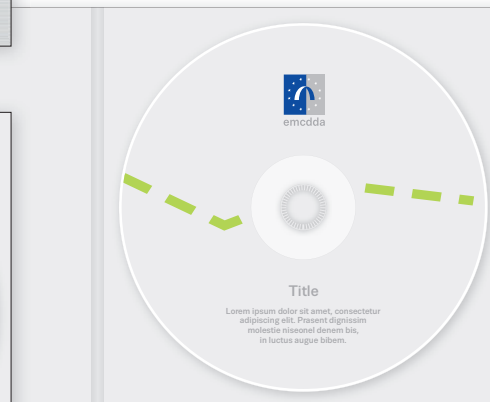 emcdda
Title
Lorem ipsum dolor sit amet, consectetur
adipiscing elit. Prasent dignissim
molestie niseonel denem bis,
in luctus augue bibem.